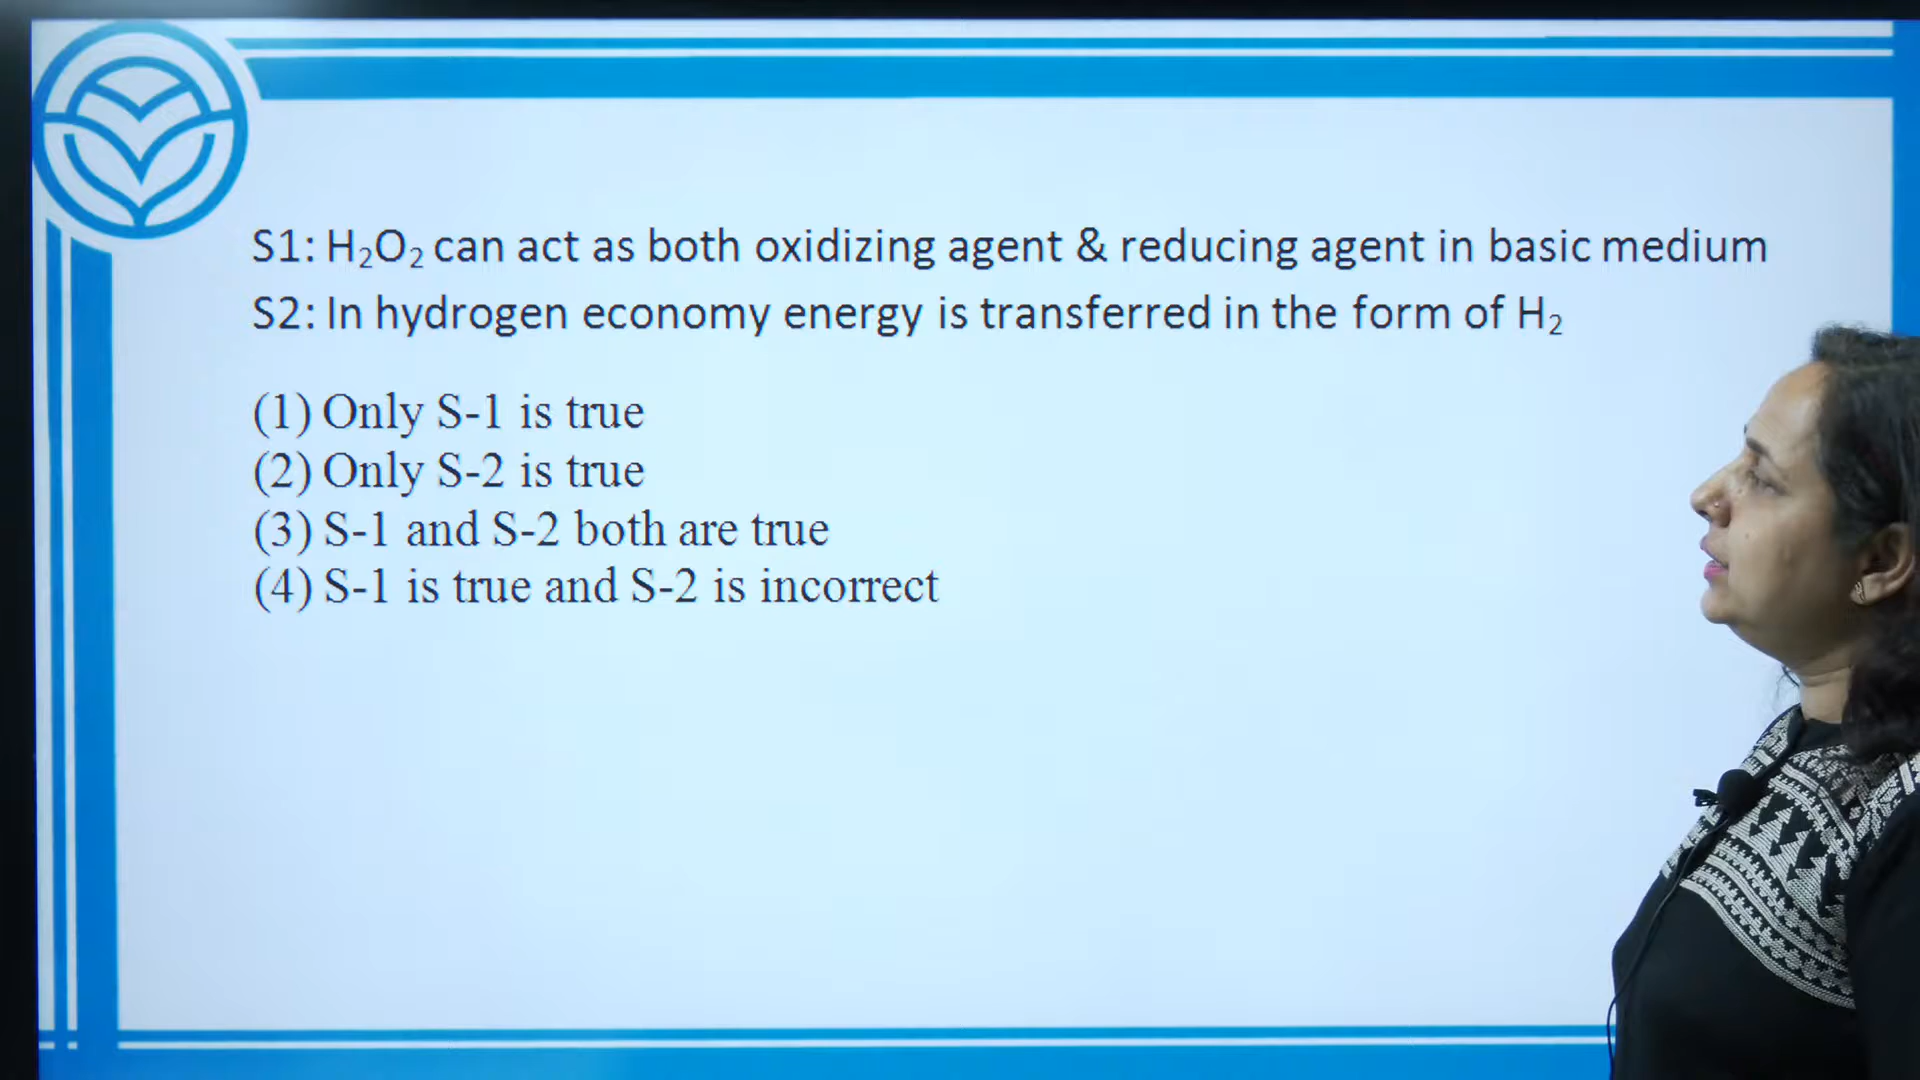 S1: H₂O₂ can act as both oxidizing agent & reducing agent in basic medium
S2: In hydrogen economy energy is transferred in the form of H₂
(1) Only S-1 is true
(2) Only S-2 is true
(3) S-1 and S-2 both are true
(4) S-1 is true and S-2 is incorrect